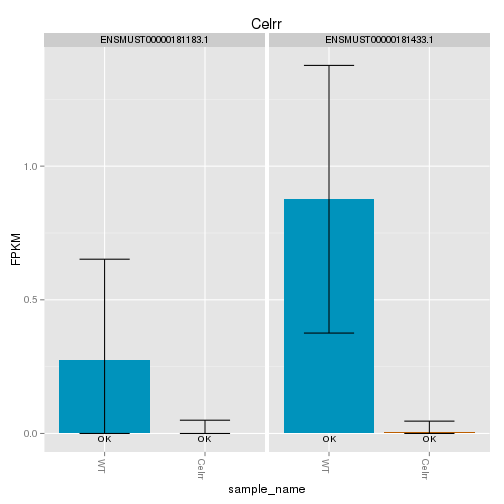 Celrr
ENSMUST00000181183.1 ENSMUST00000181433.1
FPKM
1.0
0.5
0.0
OK OK OK OK
WT Celrr WT Celrr
sample_name